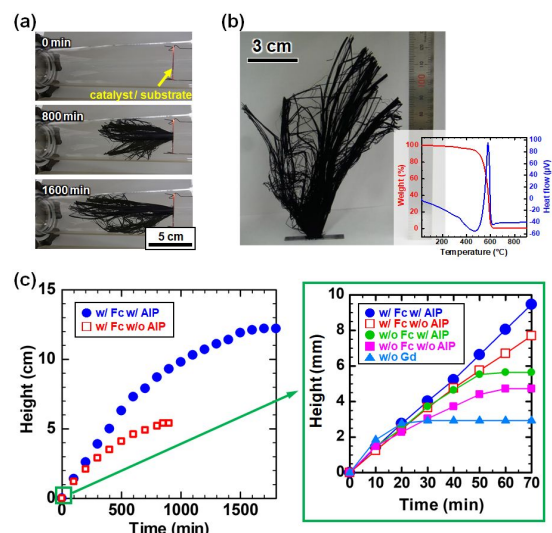 (a)
0 min
catalyst / substrate
800 min
1600 min
5 cm
(b)
3 cm
Weight (%)
100
80
60
40
20
0
100
80
60
40
20
0
-20
-40
-60
Heat flow (μV)
0 200 400 600 800
Temperature (°C)
(c)
Height (cm)
15
10
5
0
w/ Fc w/ AIP
w/ Fc w/o AIP
0 500 1000 1500
Time (min)
Height (mm)
10
8
6
4
2
0
w/ Fc w/ AIP
w/ Fc w/o AIP
w/o Fc w/ AIP
w/o Fc w/o AIP
w/o Gd
0 10 20 30 40 50 60 70
Time (min)